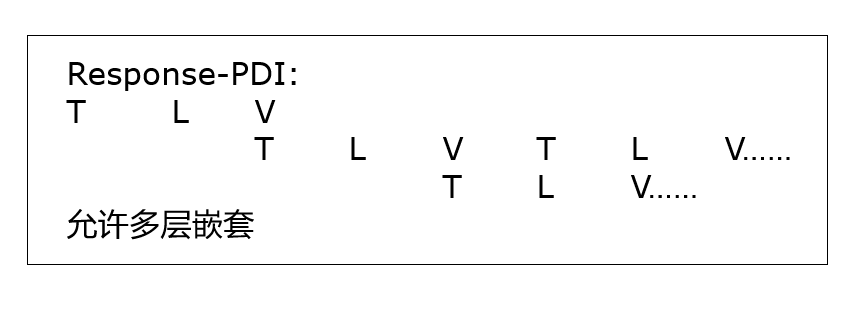 Response-PDI:
T L V
T L V T L V......
T L V......
允许多层嵌套